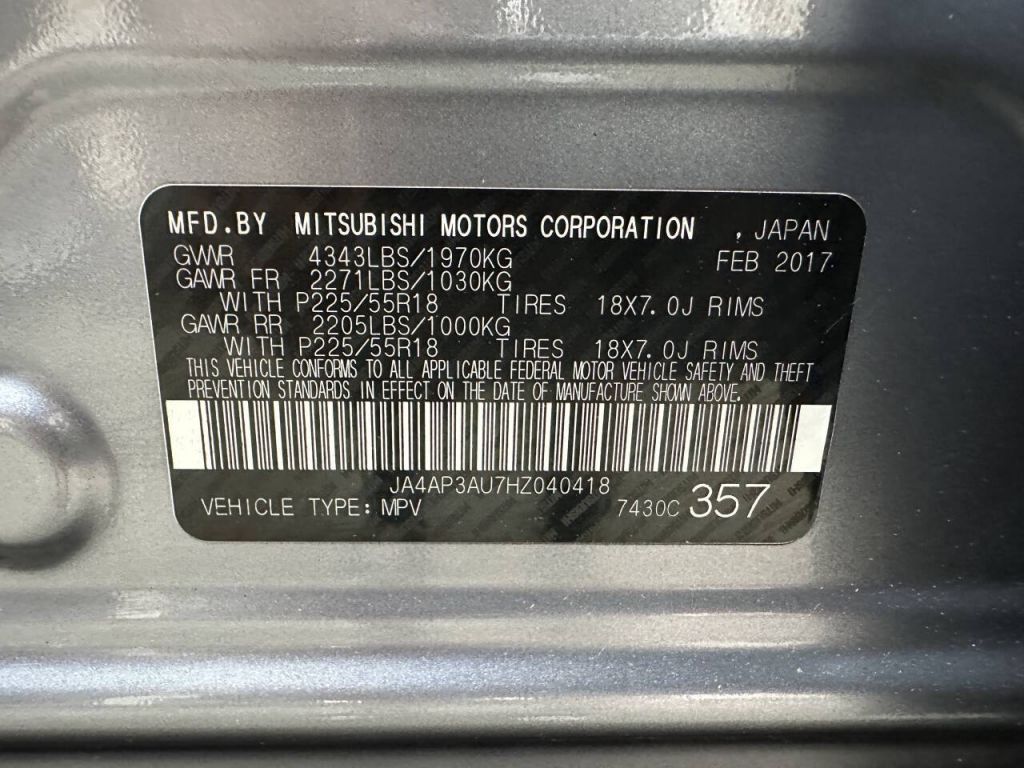 MFD.BY MITSUBISHI MOTORS CORPORATION , JAPAN
GVWR 4343LBS/1970KG FEB 2017
GAWR FR 2271LBS/1030KG
WITH P225/55R18 TIRES 18X7.0J RIMS
GAWR RR 2205LBS/1000KG
WITH P225/55R18 TIRES 18X7.0J RIMS
THIS VEHICLE CONFORMS TO ALL APPLICABLE FEDERAL MOTOR VEHICLE SAFETY AND THEFT
PREVENTION STANDARDS IN EFFECT ON THE DATE OF MANUFACTURE SHOWN ABOVE.
JA4AP3AU7HZ040418
VEHICLE TYPE: MPV 7430C 357